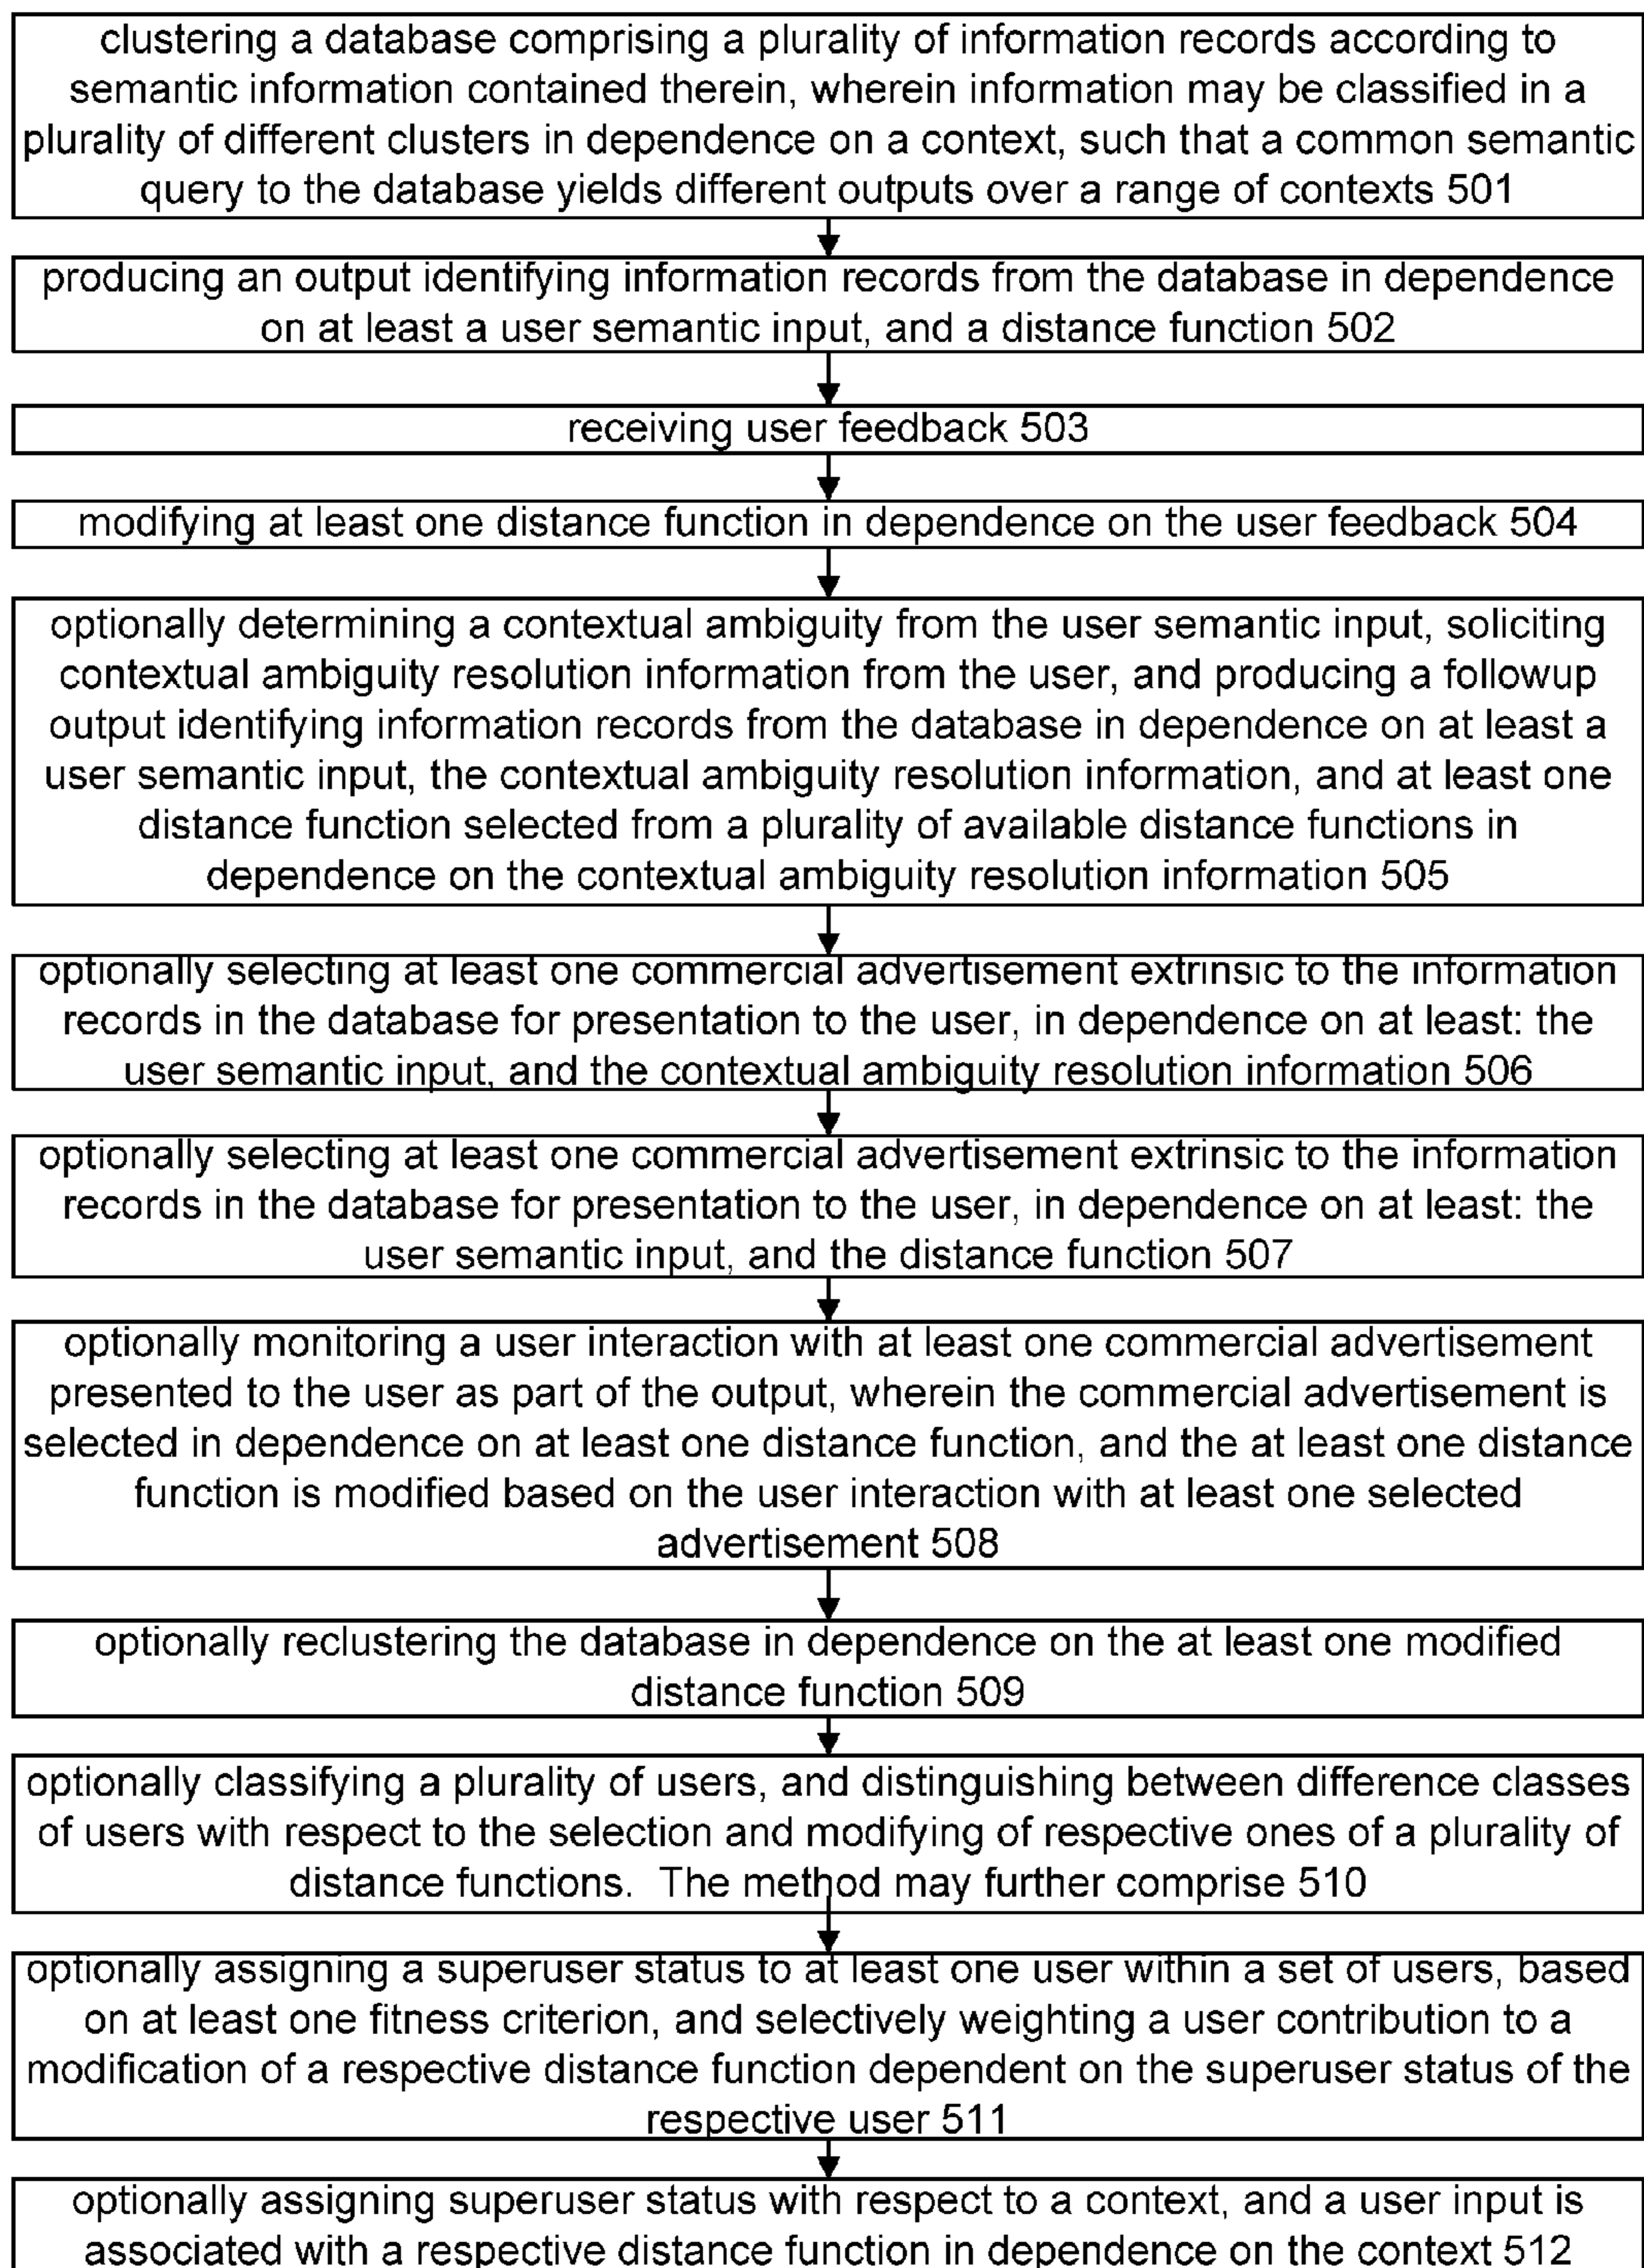 clustering a database comprising a plurality of information records according to
semantic information contained therein, wherein information may be classified in a
plurality of different clusters in dependence on a context, such that a common semantic
query to the database yields different outputs over a range of contexts 501
producing an output identifying information records from the database in dependence
on at least a user semantic input, and a distance function 502
receiving user feedback 503
modifying at least one distance function in dependence on the user feedback 504
optionally determining a contextual ambiguity from the user semantic input, soliciting
contextual ambiguity resolution information from the user, and producing a followup
output identifying information records from the database in dependence on at least a
user semantic input, the contextual ambiguity resolution information, and at least one
distance function selected from a plurality of available distance functions in
dependence on the contextual ambiguity resolution information 505
optionally selecting at least one commercial advertisement extrinsic to the information
records in the database for presentation to the user, in dependence on at least: the
user semantic input, and the contextual ambiguity resolution information 506
optionally selecting at least one commercial advertisement extrinsic to the information
records in the database for presentation to the user, in dependence on at least: the
user semantic input, and the distance function 507
optionally monitoring a user interaction with at least one commercial advertisement
presented to the user as part of the output, wherein the commercial advertisement is
selected in dependence on at least one distance function, and the at least one distance
function is modified based on the user interaction with at least one selected
advertisement 508
optionally reclustering the database in dependence on the at least one modified
distance function 509
optionally classifying a plurality of users, and distinguishing between difference classes
of users with respect to the selection and modifying of respective ones of a plurality of
distance functions. The method may further comprise 510
optionally assigning a superuser status to at least one user within a set of users, based
on at least one fitness criterion, and selectively weighting a user contribution to a
modification of a respective distance function dependent on the superuser status of the
respective user 511
optionally assigning superuser status with respect to a context, and a user input is
associated with a respective distance function in dependence on the context 512